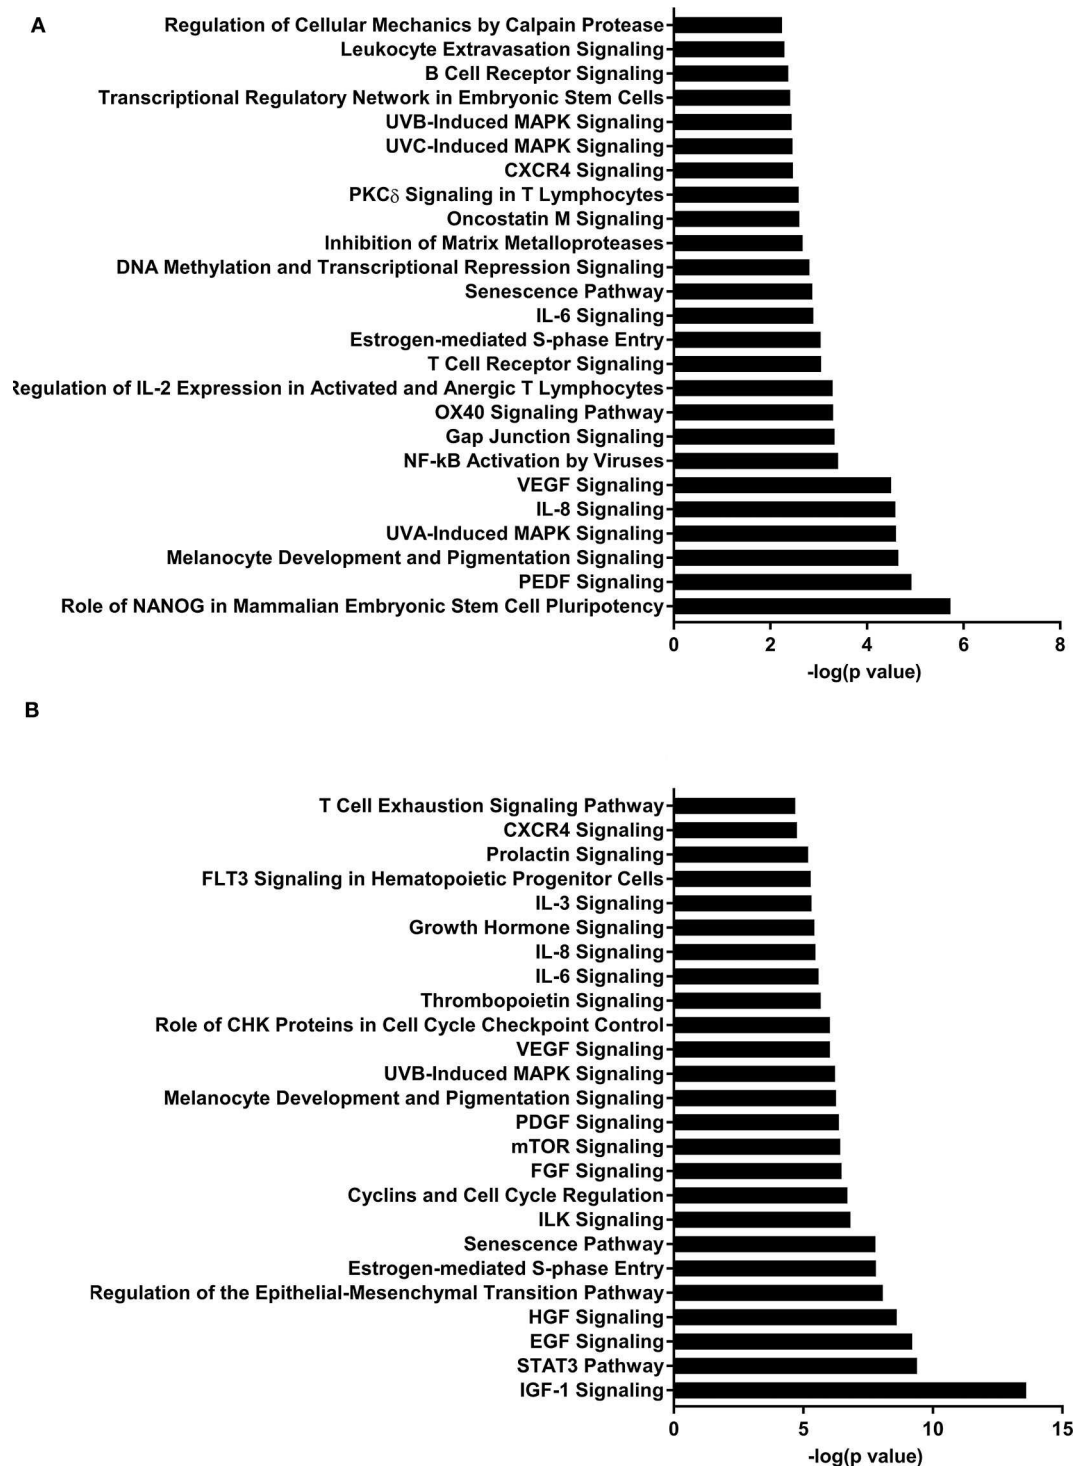 A
Regulation of Cellular Mechanics by Calpain Protease
Leukocyte Extravasation Signaling
B Cell Receptor Signaling
Transcriptional Regulatory Network in Embryonic Stem Cells
UVB-Induced MAPK Signaling
UVC-Induced MAPK Signaling
CXCR4 Signaling
PKCδ Signaling in T Lymphocytes
Oncostatin M Signaling
Inhibition of Matrix Metalloproteases
DNA Methylation and Transcriptional Repression Signaling
Senescence Pathway
IL-6 Signaling
Estrogen-mediated S-phase Entry
T Cell Receptor Signaling
Regulation of IL-2 Expression in Activated and Anergic T Lymphocytes
OX40 Signaling Pathway
Gap Junction Signaling
NF-kB Activation by Viruses
VEGF Signaling
IL-8 Signaling
UVA-Induced MAPK Signaling
Melanocyte Development and Pigmentation Signaling
PEDF Signaling
Role of NANOG in Mammalian Embryonic Stem Cell Pluripotency
0 2 4 6 8
-log(p value)
B
T Cell Exhaustion Signaling Pathway
CXCR4 Signaling
Prolactin Signaling
FLT3 Signaling in Hematopoietic Progenitor Cells
IL-3 Signaling
Growth Hormone Signaling
IL-8 Signaling
IL-6 Signaling
Thrombopoietin Signaling
Role of CHK Proteins in Cell Cycle Checkpoint Control
VEGF Signaling
UVB-Induced MAPK Signaling
Melanocyte Development and Pigmentation Signaling
PDGF Signaling
mTOR Signaling
FGF Signaling
Cyclins and Cell Cycle Regulation
ILK Signaling
Senescence Pathway
Estrogen-mediated S-phase Entry
Regulation of the Epithelial-Mesenchymal Transition Pathway
HGF Signaling
EGF Signaling
STAT3 Pathway
IGF-1 Signaling
0 5 10 15
-log(p value)